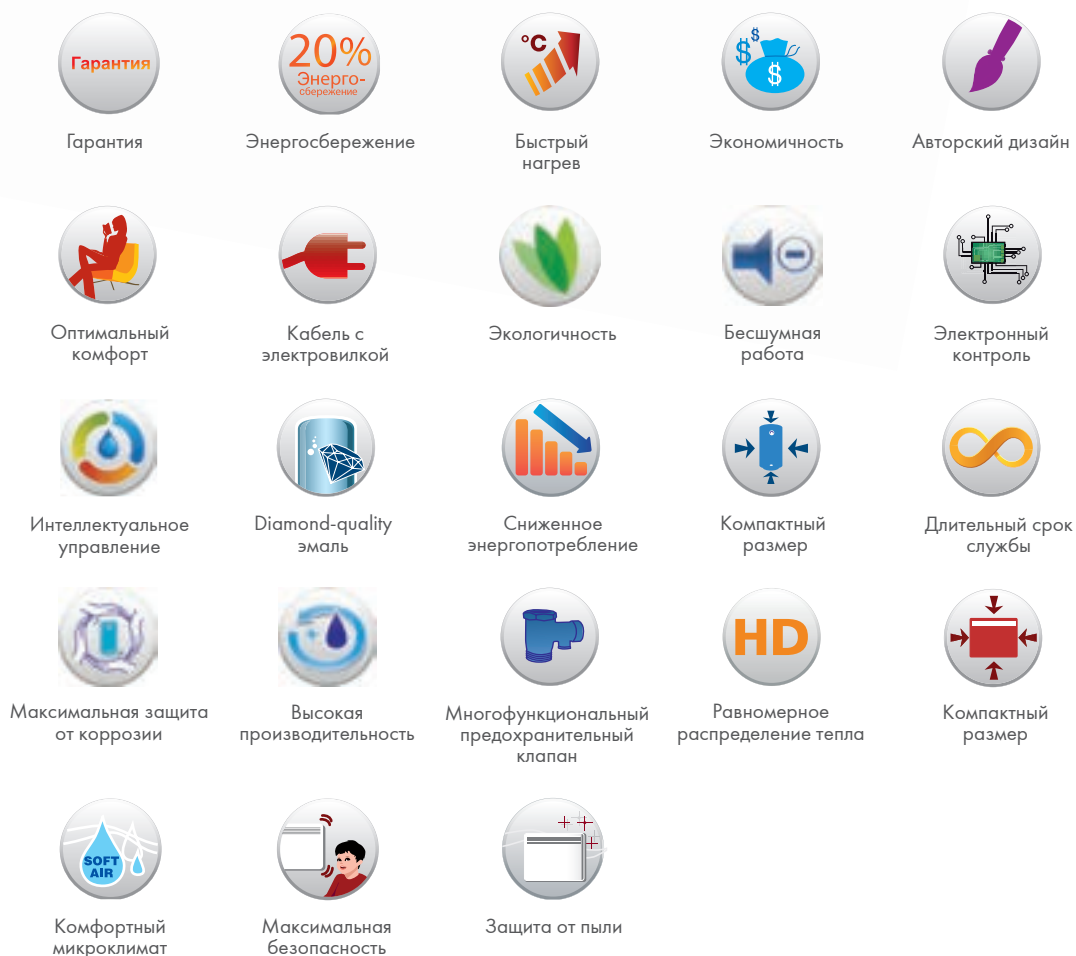 Гарантия
20%
Энерго-
сбережение
°C
$
$
$
Гарантия
Энергосбережение
Быстрый
нагрев
Экономичность
Авторский дизайн
Оптимальный
комфорт
Кабель с
электровилкой
Экологичность
Бесшумная
работа
Электронный
контроль
Интеллектуальное
управление
Diamond-quality
эмаль
Сниженное
энергопотребление
Компактный
размер
Длительный срок
службы
HD
Максимальная защита
от коррозии
Высокая
производительность
Многофункциональный
предохранительный
клапан
Равномерное
распределение тепла
Компактный
размер
SOFT
AIR
Комфортный
микроклимат
Максимальная
безопасность
Защита от пыли